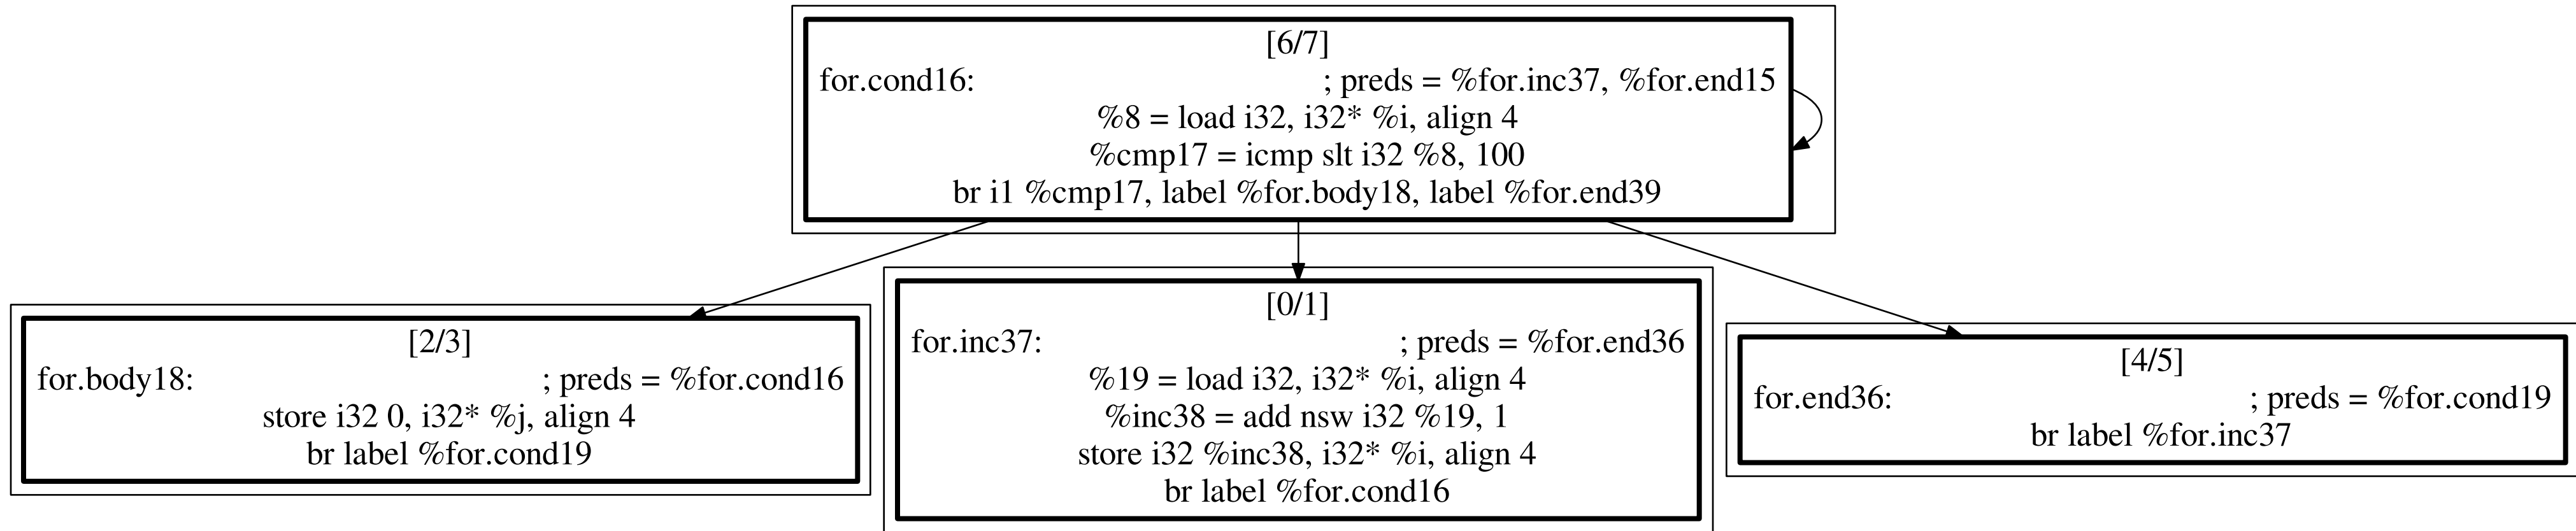 [6/7]
for.cond16: ; preds = %for.inc37, %for.end15
%8 = load i32, i32* %i, align 4
%cmp17 = icmp slt i32 %8, 100
br i1 %cmp17, label %for.body18, label %for.end39
[2/3]
for.body18: ; preds = %for.cond16
store i32 0, i32* %j, align 4
br label %for.cond19
[0/1]
for.inc37: ; preds = %for.end36
%19 = load i32, i32* %i, align 4
%inc38 = add nsw i32 %19, 1
store i32 %inc38, i32* %i, align 4
br label %for.cond16
[4/5]
for.end36: ; preds = %for.cond19
br label %for.inc37